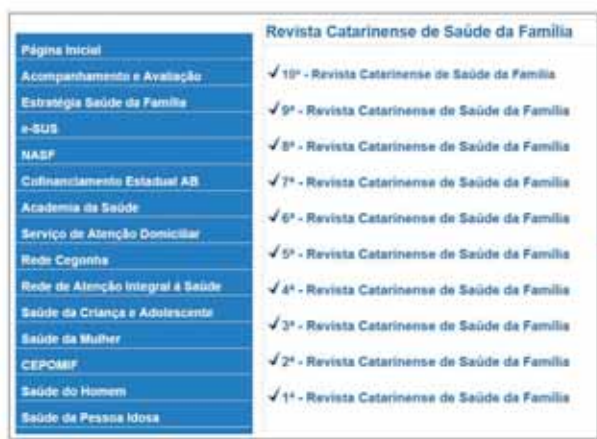 Página Inicial
Acompanhamento e Avaliação
Estratégia Saúde da Família
e-SUS
NASF
Cofinanciamento Estadual AB
Academia da Saúde
Serviço de Atenção Domiciliar
Rede Cegonha
Rede de Atenção Integral à Saúde
Saúde da Criança e Adolescente
Saúde da Mulher
CEPOMIF
Saúde do Homem
Saúde da Pessoa Idosa
Revista Catarinense de Saúde da Família
10ª - Revista Catarinense de Saúde da Família
9ª - Revista Catarinense de Saúde da Família
8ª - Revista Catarinense de Saúde da Família
7ª - Revista Catarinense de Saúde da Família
6ª - Revista Catarinense de Saúde da Família
5ª - Revista Catarinense de Saúde da Família
4ª - Revista Catarinense de Saúde da Família
3ª - Revista Catarinense de Saúde da Família
2ª - Revista Catarinense de Saúde da Família
1ª - Revista Catarinense de Saúde da Família